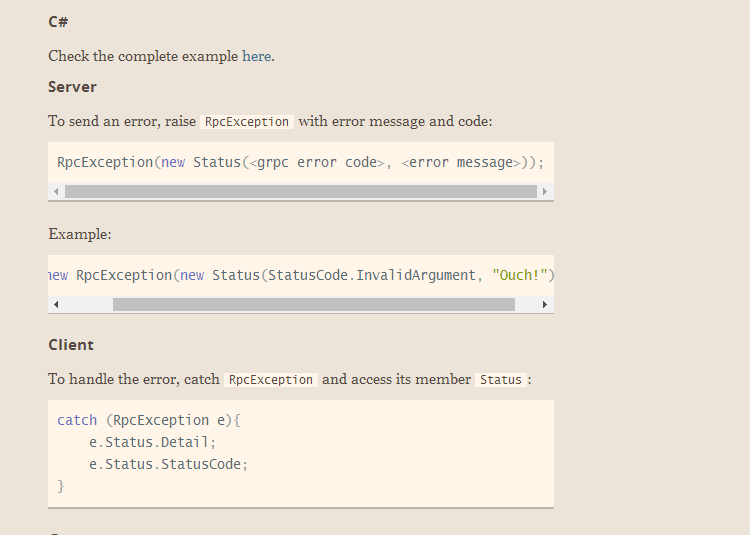 C#
Check the complete example here.
Server
To send an error, raise RpcException with error message and code:
RpcException(new Status(<grpc error code>, <error message>));
Example:
new RpcException(new Status(StatusCode.InvalidArgument, "Ouch!")
Client
To handle the error, catch RpcException and access its member Status:
catch (RpcException e){
    e.Status.Detail;
    e.Status.StatusCode;
}